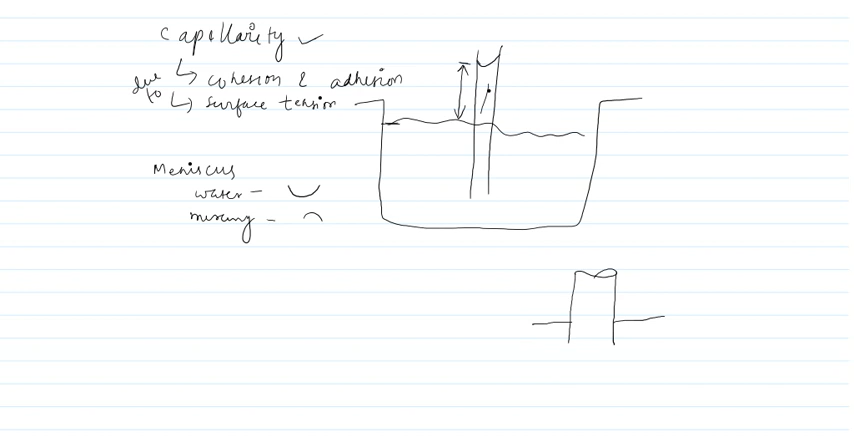 Capillarity ✓
due to ↳ cohesion & adhesion
↳ surface tension
Meniscus
water -
mercury -